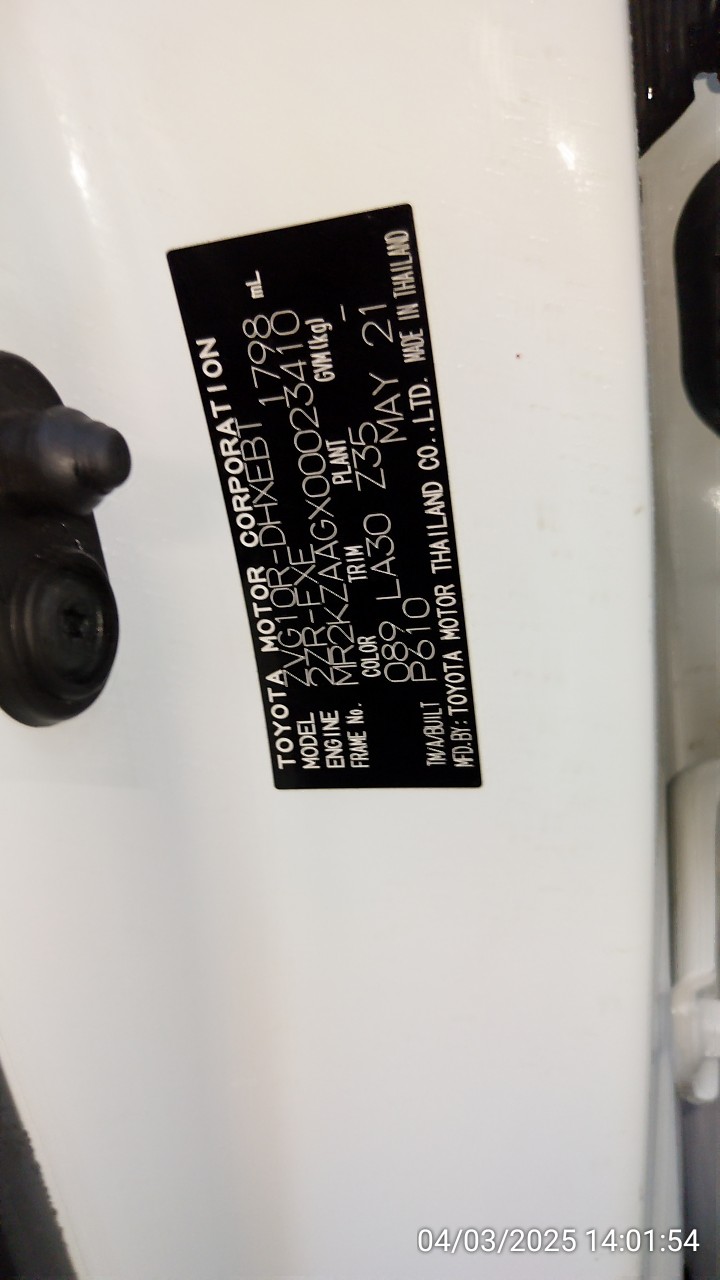 TOYOTA MOTOR CORPORATION
MODEL ZVG10R-DHXEBT 1798 mL
ENGINE 2ZR-EXE
FRAME No. MR2KZAAGX00023410
COLOR TRIM PLANT GVM(kg)
089 LA30 Z35 -
TM/A/BUILT P610 MAY 21
MFD.BY: TOYOTA MOTOR THAILAND CO.,LTD. MADE IN THAILAND
04/03/2025 14:01:54